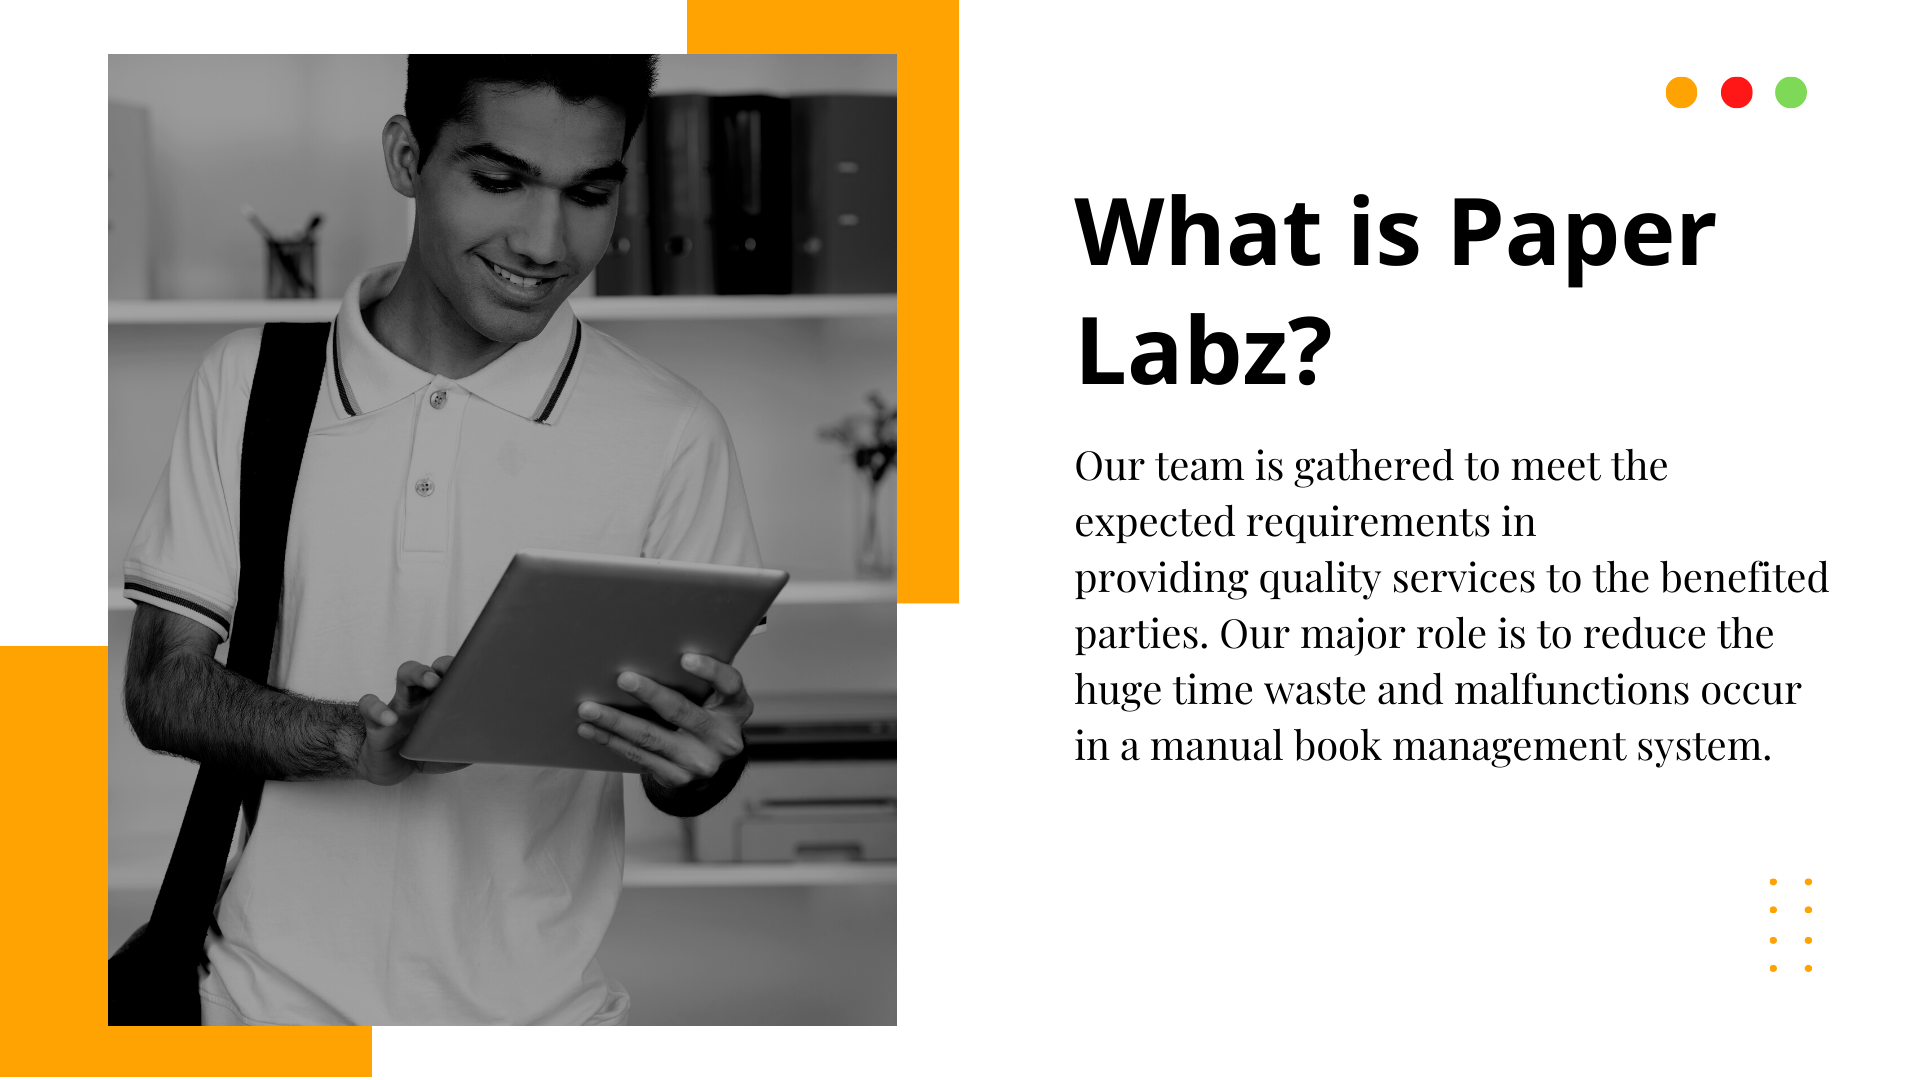 What is Paper
Labz?
Our team is gathered to meet the
expected requirements in
providing quality services to the benefited
parties. Our major role is to reduce the
huge time waste and malfunctions occur
in a manual book management system.